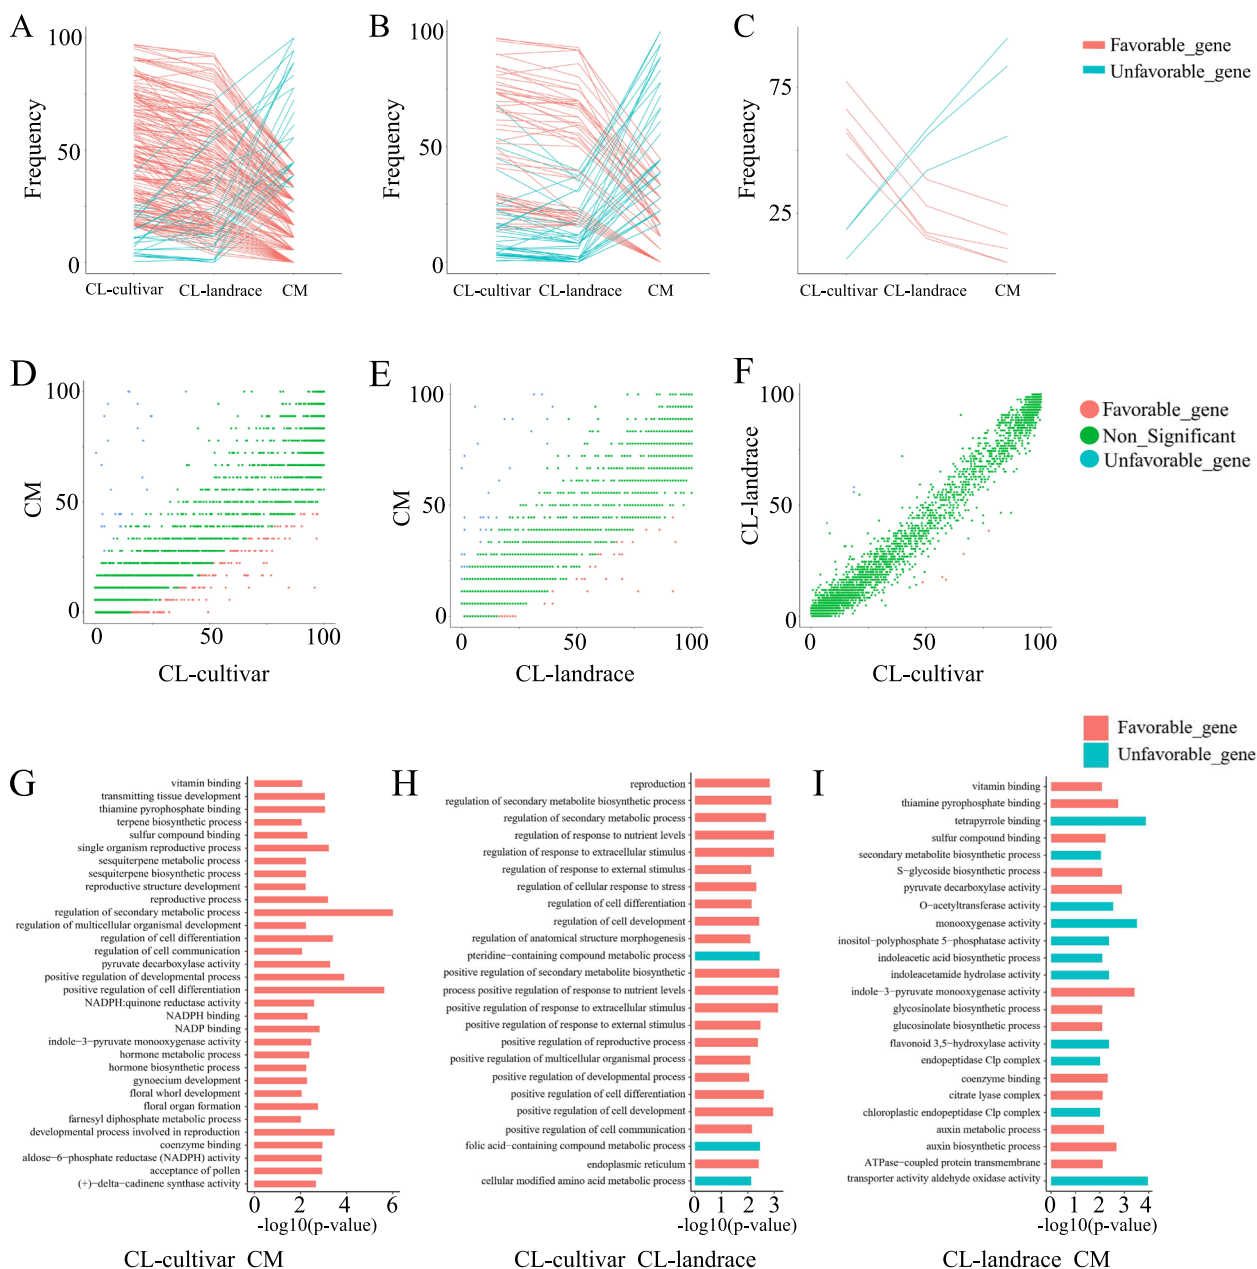 A
100
50
0
Frequency
CL-cultivar
CL-landrace
CM
B
100
50
0
Frequency
CL-cultivar
CL-landrace
CM
C
75
25
Frequency
CL-cultivar
CL-landrace
CM
Favorable_gene
Unfavorable_gene
D
100
50
0
CM
0
50
100
CL-cultivar
E
100
50
0
CM
0
50
100
CL-landrace
F
100
50
0
CL-landrace
0
50
100
CL-cultivar
Favorable_gene
Non_Significant
Unfavorable_gene
Favorable_gene
Unfavorable_gene
G
vitamin binding
transmitting tissue development
thiamine pyrophosphate binding
terpene biosynthetic process
sulfur compound binding
single organism reproductive process
sesquiterpene metabolic process
sesquiterpene biosynthetic process
reproductive structure development
reproductive process
regulation of secondary metabolic process
regulation of multicellular organismal development
regulation of cell differentiation
regulation of cell communication
pyruvate decarboxylase activity
positive regulation of developmental process
positive regulation of cell differentiation
NADPH:quinone reductase activity
NADPH binding
NADP binding
indole−3−pyruvate monooxygenase activity
hormone metabolic process
hormone biosynthetic process
gynoecium development
floral whorl development
floral organ formation
farnesyl diphosphate metabolic process
developmental process involved in reproduction
coenzyme binding
aldose−6−phosphate reductase (NADPH) activity
acceptance of pollen
(+)−delta−cadinene synthase activity
0 2 4 6
-log10(p-value)
CL-cultivar CM
H
reproduction
regulation of secondary metabolite biosynthetic process
regulation of secondary metabolic process
regulation of response to nutrient levels
regulation of response to extracellular stimulus
regulation of response to external stimulus
regulation of cellular response to stress
regulation of cell differentiation
regulation of cell development
regulation of anatomical structure morphogenesis
pteridine−containing compound metabolic process
positive regulation of secondary metabolite biosynthetic
process positive regulation of response to nutrient levels
positive regulation of response to extracellular stimulus
positive regulation of response to external stimulus
positive regulation of reproductive process
positive regulation of multicellular organismal process
positive regulation of developmental process
positive regulation of cell differentiation
positive regulation of cell development
positive regulation of cell communication
folic acid−containing compound metabolic process
endoplasmic reticulum
cellular modified amino acid metabolic process
0 1 2 3
-log10(p-value)
CL-cultivar CL-landrace
I
vitamin binding
thiamine pyrophosphate binding
tetrapyrrole binding
sulfur compound binding
secondary metabolite biosynthetic process
S−glycoside biosynthetic process
pyruvate decarboxylase activity
O−acetyltransferase activity
monooxygenase activity
inositol−polyphosphate 5−phosphatase activity
indoleacetic acid biosynthetic process
indoleacetamide hydrolase activity
indole−3−pyruvate monooxygenase activity
glycosinolate biosynthetic process
glucosinolate biosynthetic process
flavonoid 3,5−hydroxylase activity
endopeptidase Clp complex
coenzyme binding
citrate lyase complex
chloroplastic endopeptidase Clp complex
auxin metabolic process
auxin biosynthetic process
ATPase−coupled protein transmembrane
transporter activity aldehyde oxidase activity
0 1 2 3 4
-log10(p-value)
CL-landrace CM